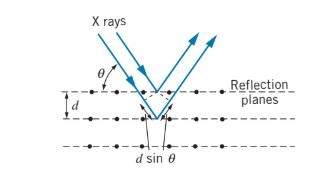 X rays
θ
Reflection
planes
d
d sin θ